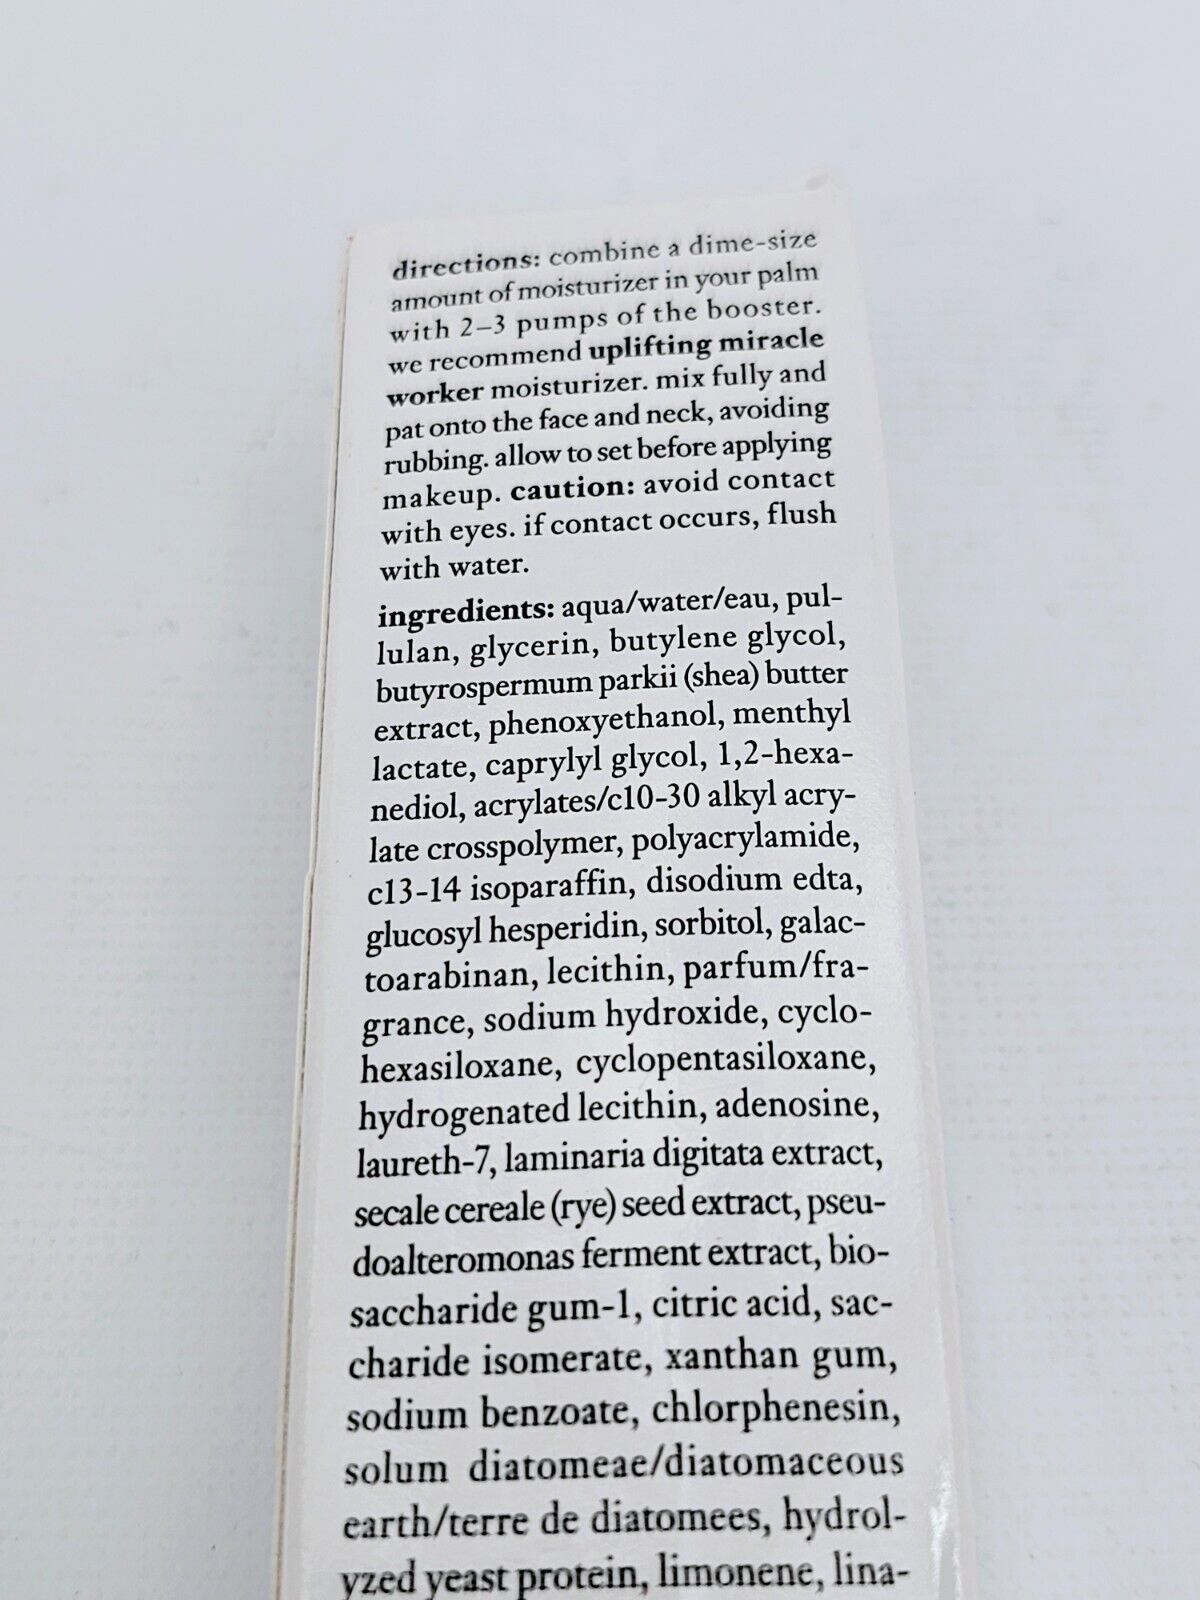 directions: combine a dime-size
amount of moisturizer in your palm
with 2–3 pumps of the booster.
we recommend uplifting miracle
worker moisturizer. mix fully and
pat onto the face and neck, avoiding
rubbing. allow to set before applying
makeup. caution: avoid contact
with eyes. if contact occurs, flush
with water.
ingredients: aqua/water/eau, pul-
lulan, glycerin, butylene glycol,
butyrospermum parkii (shea) butter
extract, phenoxyethanol, menthyl
lactate, caprylyl glycol, 1,2-hexa-
nediol, acrylates/c10-30 alkyl acry-
late crosspolymer, polyacrylamide,
c13-14 isoparaffin, disodium edta,
glucosyl hesperidin, sorbitol, galac-
toarabinan, lecithin, parfum/fra-
grance, sodium hydroxide, cyclo-
hexasiloxane, cyclopentasiloxane,
hydrogenated lecithin, adenosine,
laureth-7, laminaria digitata extract,
secale cereale (rye) seed extract, pseu-
doalteromonas ferment extract, bio-
saccharide gum-1, citric acid, sac-
charide isomerate, xanthan gum,
sodium benzoate, chlorphenesin,
solum diatomeae/diatomaceous
earth/terre de diatomees, hydrol-
yzed yeast protein, limonene, lina-